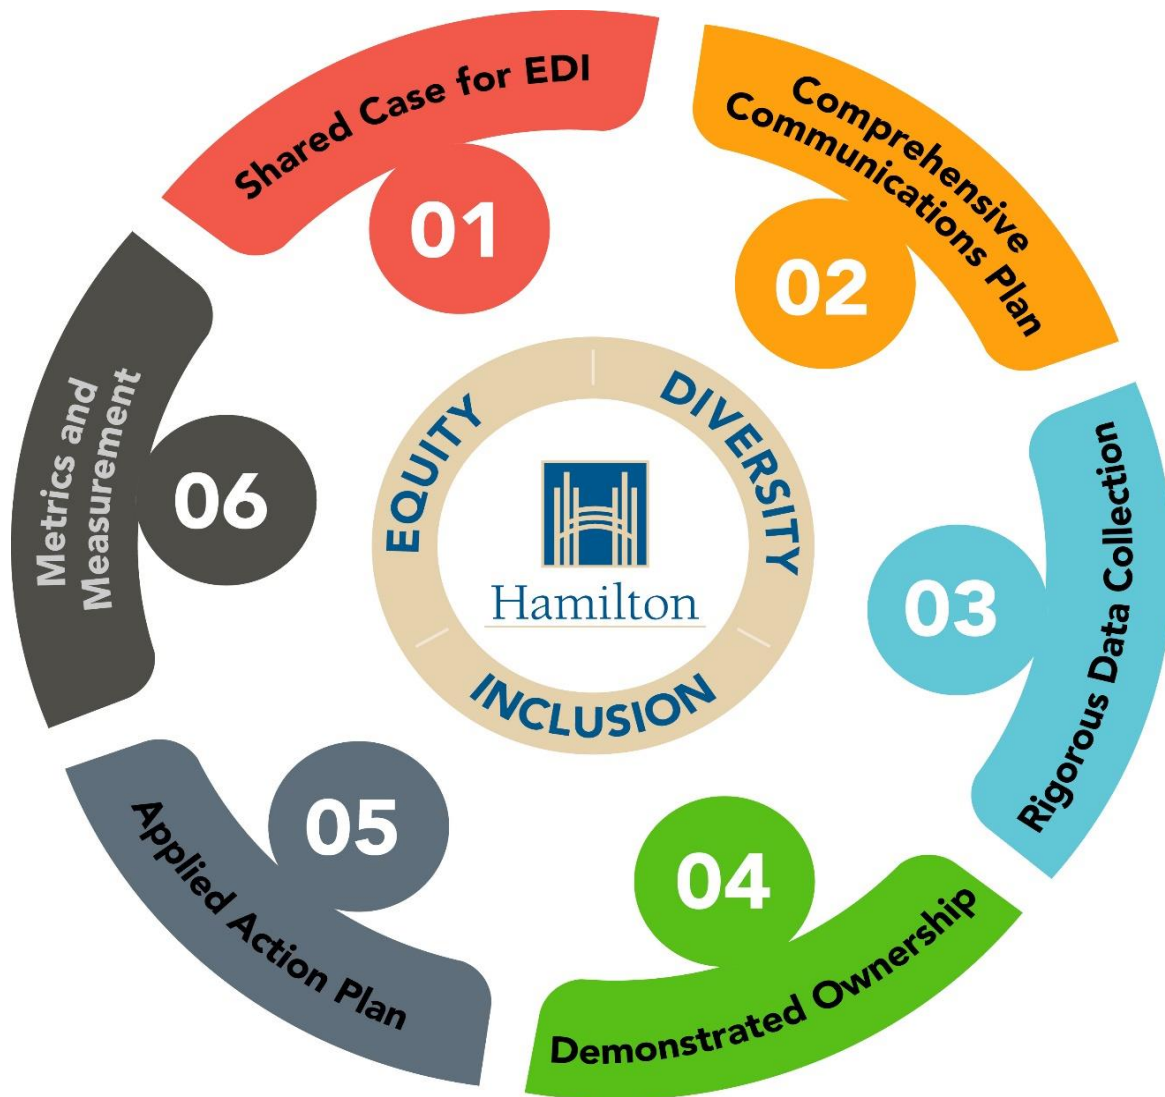 Shared Case for EDI
01
Comprehensive
Communications Plan
02
Rigorous Data Collection
03
Demonstrated Ownership
04
Applied Action Plan
05
Metrics and
Measurement
06
EQUITY
DIVERSITY
INCLUSION
Hamilton